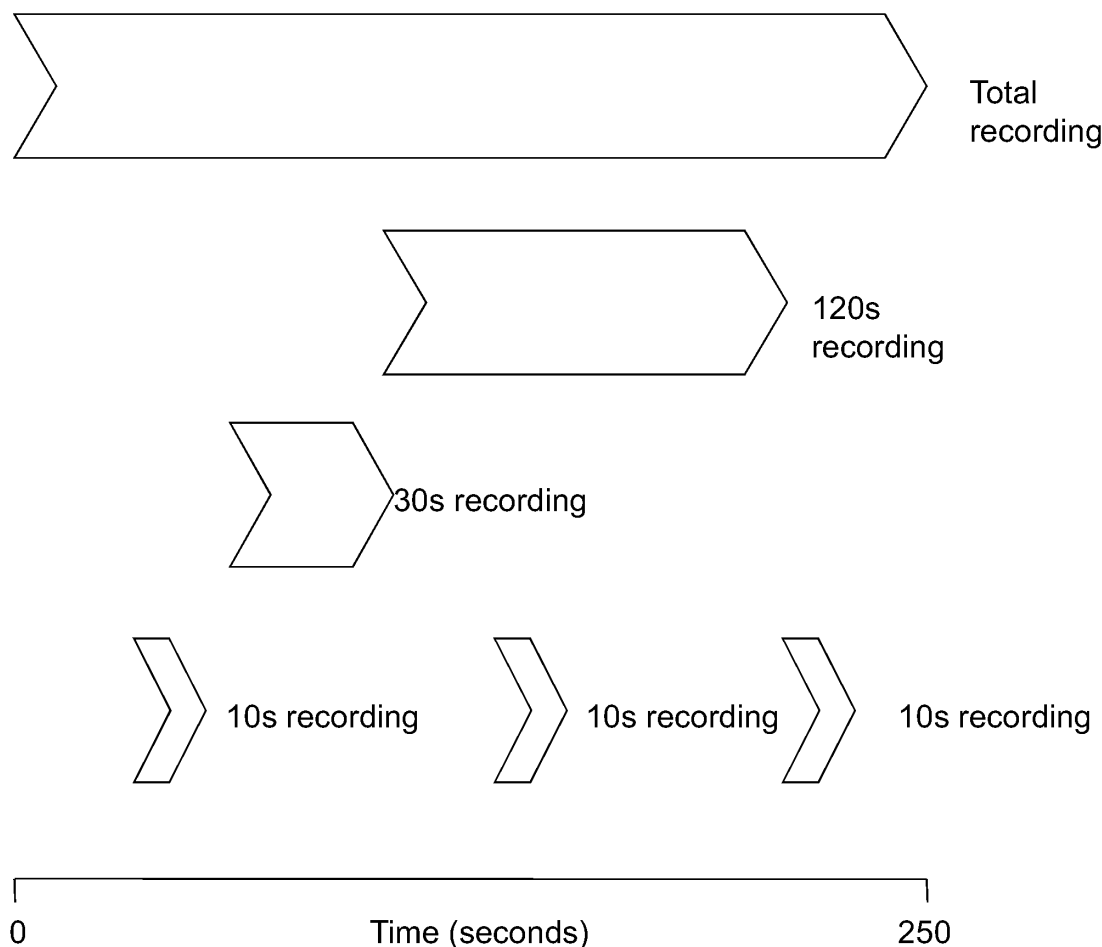 Total
recording
120s
recording
30s recording
10s recording
10s recording
10s recording
0
Time (seconds)
250